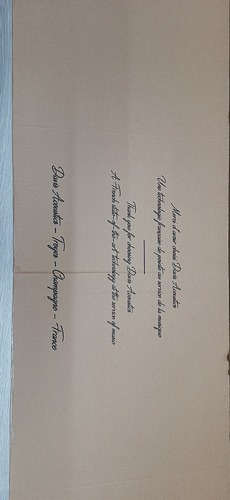 Merci d'avoir choisi Davis Acoustics
Une technologie française de pointe au service de la musique
Thank you for choosing Davis Acoustics
A French state-of-the-art technology at the service of music
Davis Acoustics - Troyes - Champagne - France